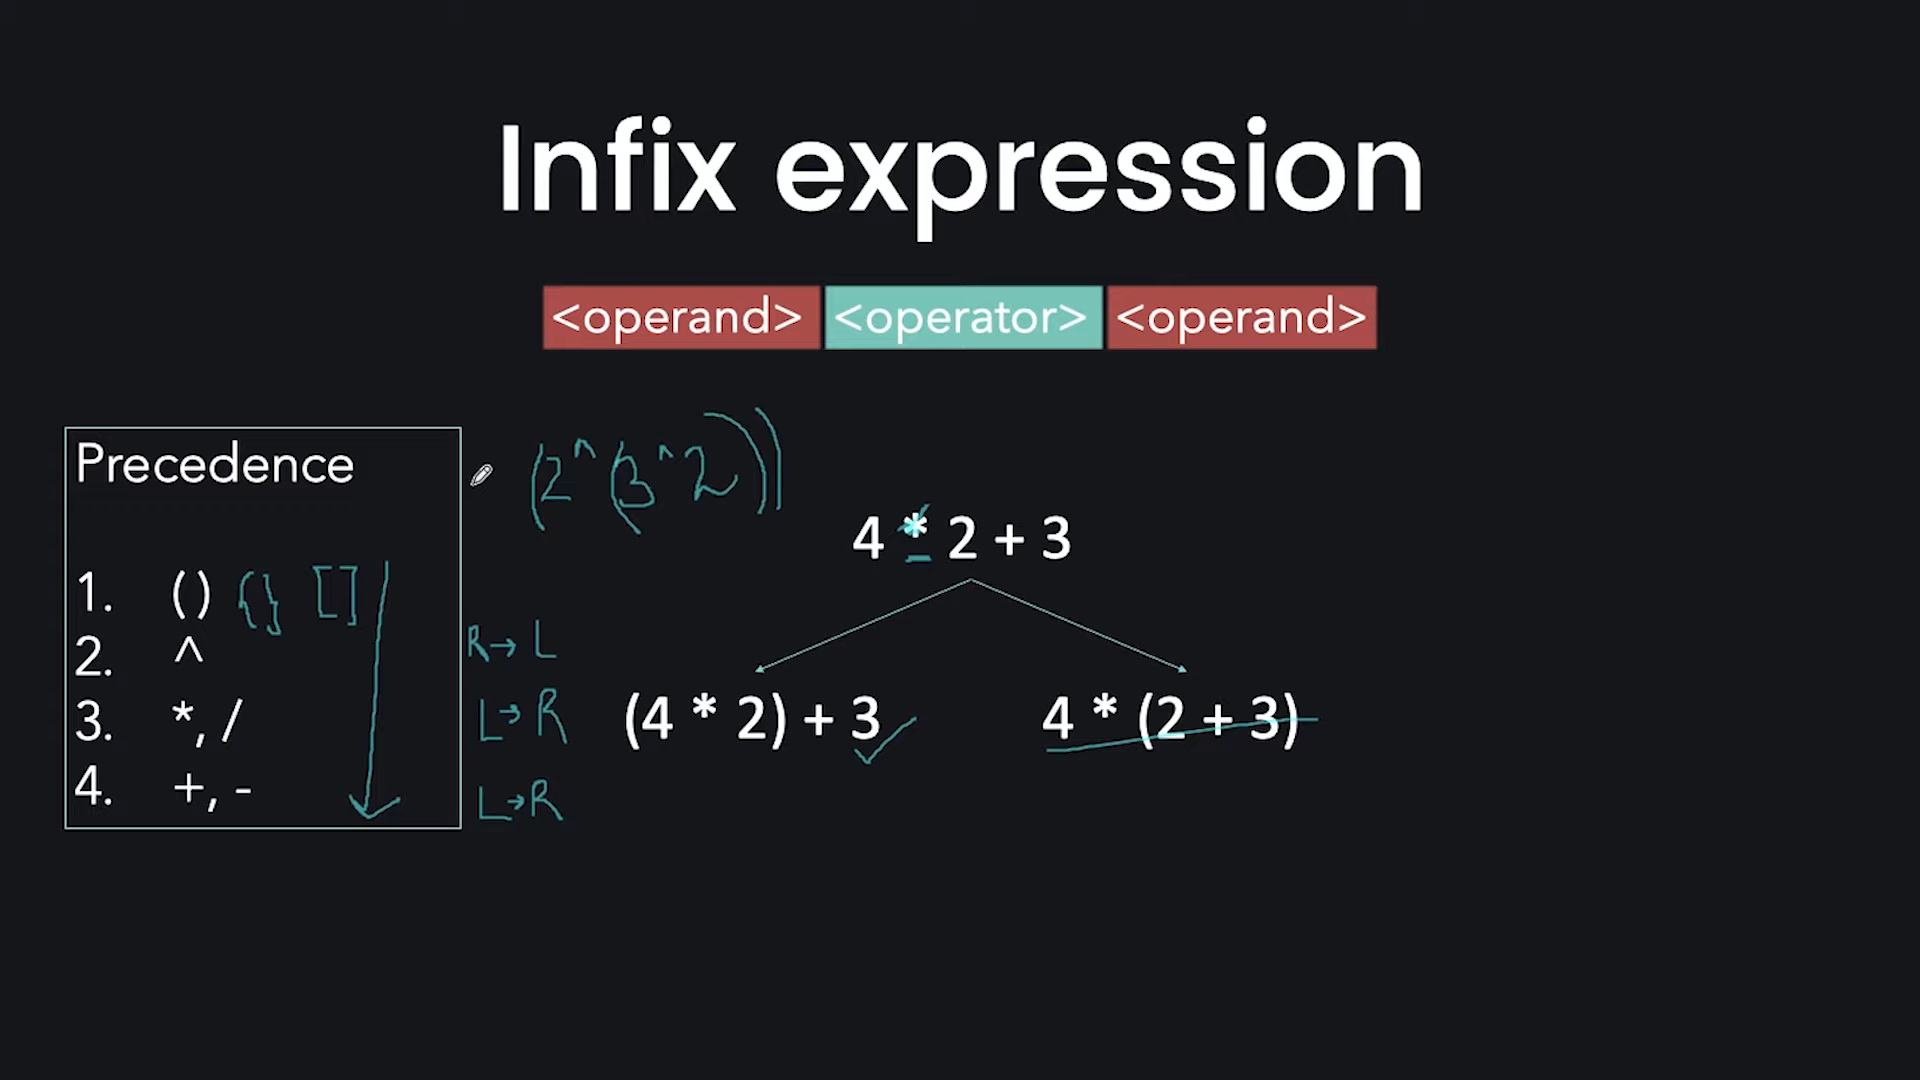 Infix expression
<operand> <operator> <operand>
Precedence
(2^(3^2))
4 * 2 + 3
1. () {} []
2. ^ R→L
3. *, / L→R
4. +, - L→R
(4 * 2) + 3 ✓
4 * (2 + 3)